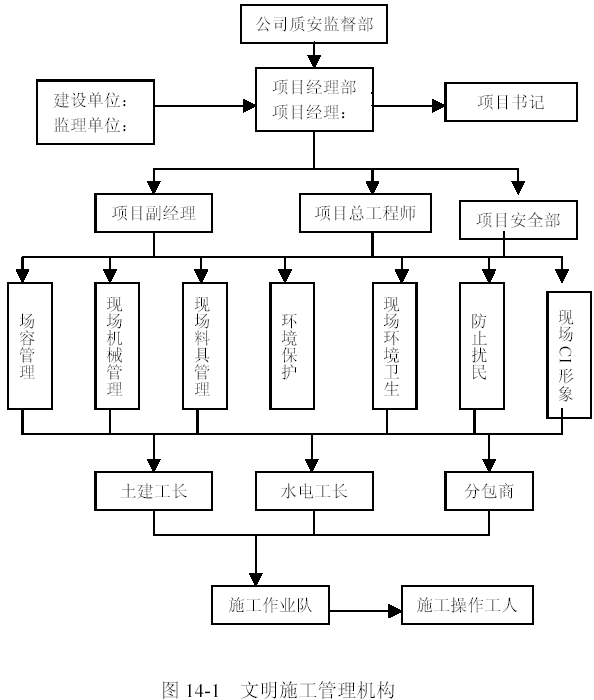 公司质安监督部
建设单位：
监理单位：
项目经理部
项目经理：
项目书记
项目副经理
项目总工程师
项目安全部
场容管理
现场机械管理
现场料具管理
环境保护
现场环境卫生
防止扰民
现场CI形象
土建工长
水电工长
分包商
施工作业队
施工操作工人
图 14-1 文明施工管理机构